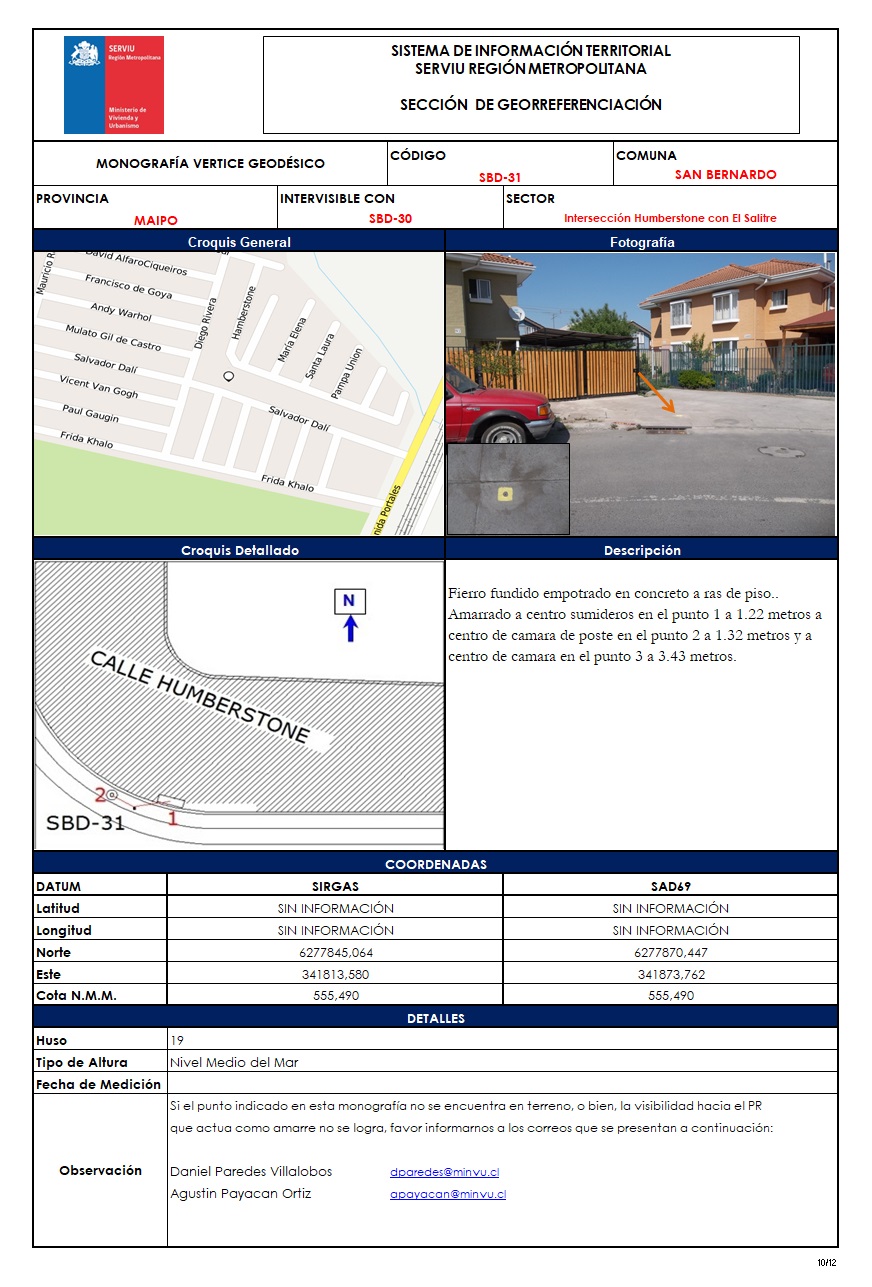 SERVIU
Región Metropolitana
Ministerio de
Vivienda y
Urbanismo
SISTEMA DE INFORMACIÓN TERRITORIAL
SERVIU REGIÓN METROPOLITANA
SECCIÓN DE GEORREFERENCIACIÓN
MONOGRAFÍA VERTICE GEODÉSICO
CÓDIGO
SBD-31
COMUNA
SAN BERNARDO
PROVINCIA
MAIPO
INTERVISIBLE CON
SBD-30
SECTOR
Intersección Humberstone con El Salitre
Croquis General
Fotografía
David AlfaroCiqueiros
Mauricio R
Francisco de Goya
Andy Warhol
Mulato Gil de Castro
Salvador Dalí
Vicent Van Gogh
Paul Gaugin
Frida Khalo
Diego Rivera
Hamberstone
María Elena
Santa Laura
Pampa Union
Salvador Dalí
Frida Khalo
nida Portales
Croquis Detallado
Descripción
N
CALLE HUMBERSTONE
2
1
SBD-31
Fierro fundido empotrado en concreto a ras de piso..
Amarrado a centro sumideros en el punto 1 a 1.22 metros a
centro de camara de poste en el punto 2 a 1.32 metros y a
centro de camara en el punto 3 a 3.43 metros.
COORDENADAS
DATUM SIRGAS SAD69
Latitud SIN INFORMACIÓN SIN INFORMACIÓN
Longitud SIN INFORMACIÓN SIN INFORMACIÓN
Norte 6277845,064 6277870,447
Este 341813,580 341873,762
Cota N.M.M. 555,490 555,490
DETALLES
Huso 19
Tipo de Altura Nivel Medio del Mar
Fecha de Medición
Observación
Si el punto indicado en esta monografía no se encuentra en terreno, o bien, la visibilidad hacia el PR
que actua como amarre no se logra, favor informarnos a los correos que se presentan a continuación:
Daniel Paredes Villalobos dparedes@minvu.cl
Agustin Payacan Ortiz apayacan@minvu.cl
10/12